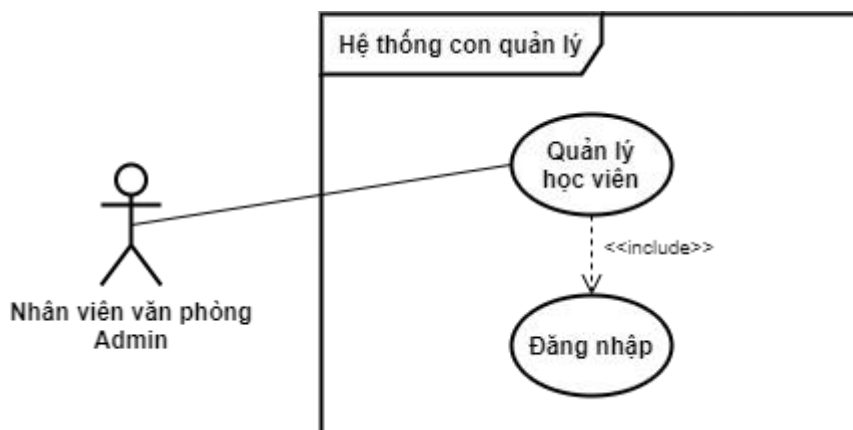 Hệ thống con quản lý
Quản lý
học viên
<<include>>
Nhân viên văn phòng
Admin
Đăng nhập